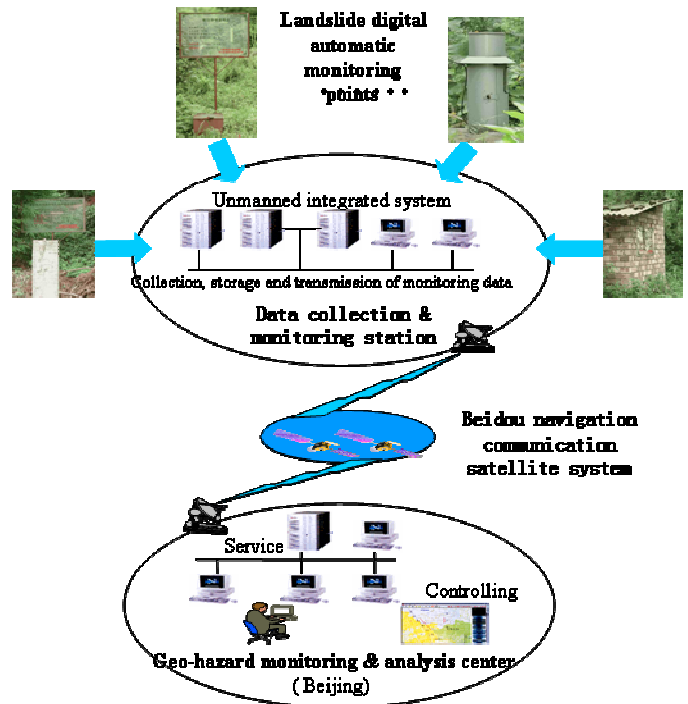 Landslide digital
automatic
monitoring
points
Unmanned integrated system
Collection, storage and transmission of monitoring data
Data collection &
monitoring station
Beidou navigation
communication
satellite system
Service
Controlling
Geo-hazard monitoring & analysis center
( Beijing)